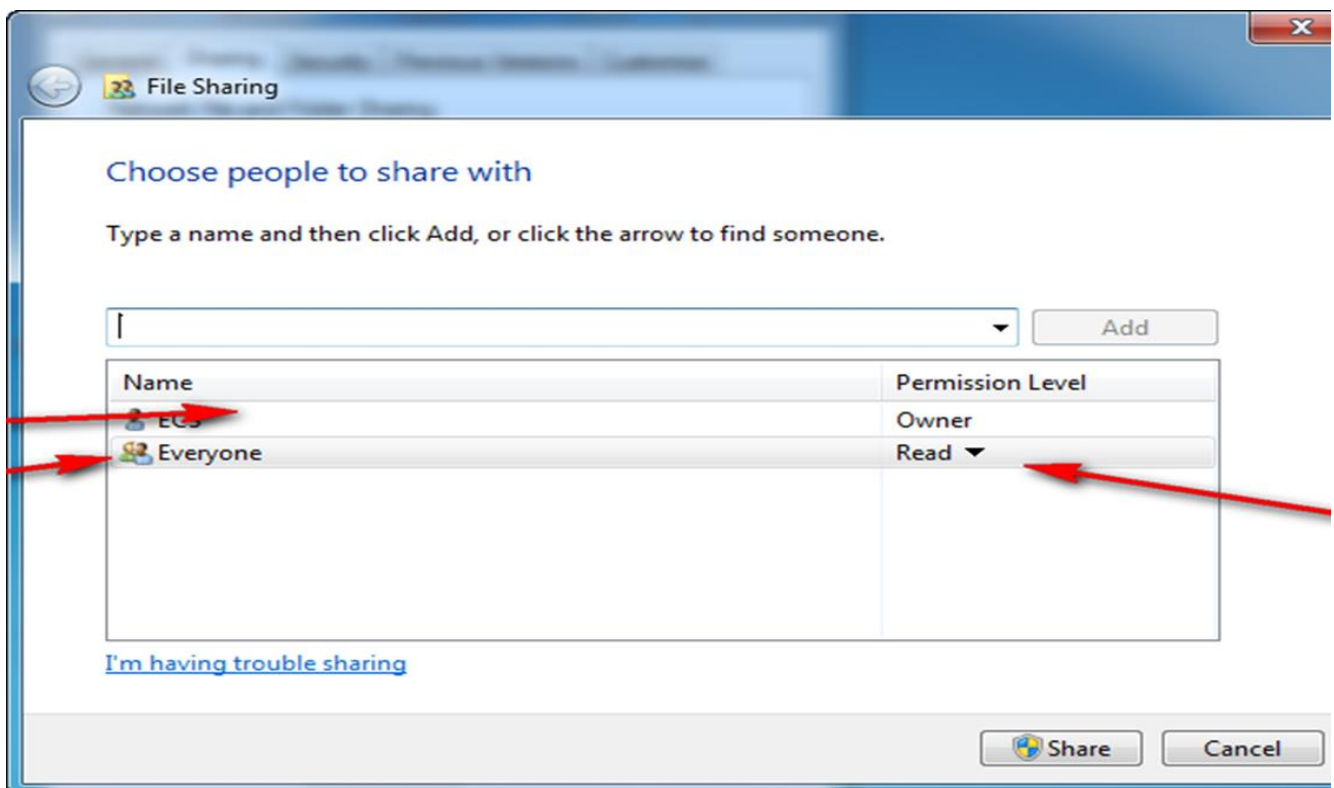 File Sharing
Choose people to share with
Type a name and then click Add, or click the arrow to find someone.
Add
Name Permission Level
Owner
Everyone Read
I'm having trouble sharing
Share Cancel